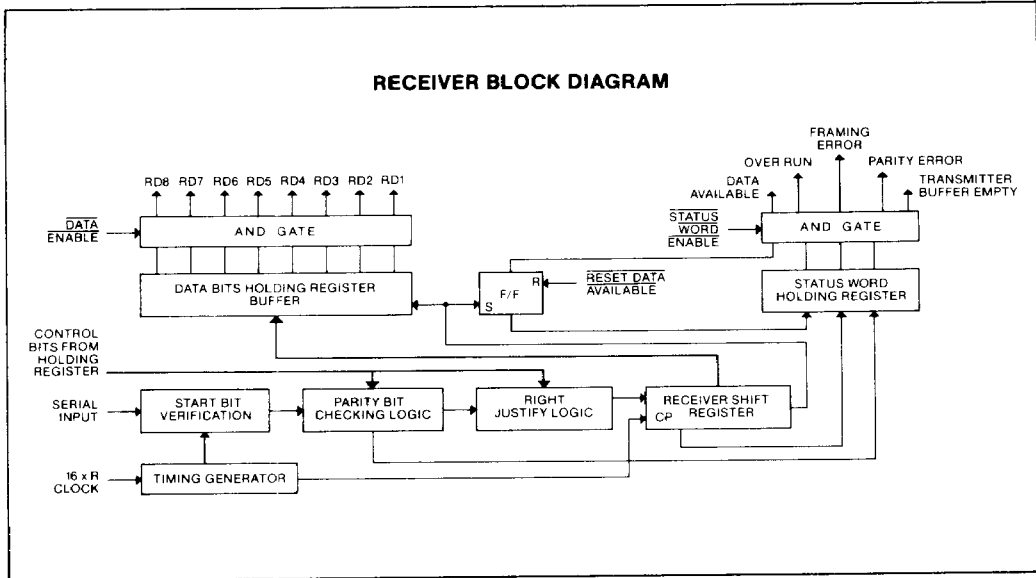 RECEIVER BLOCK DIAGRAM
FRAMING
ERROR
OVER RUN
PARITY ERROR
DATA
AVAILABLE
TRANSMITTER
BUFFER EMPTY
RD8 RD7 RD6 RD5 RD4 RD3 RD2 RD1
DATA
ENABLE
AND GATE
STATUS
WORD
ENABLE
AND GATE
DATA BITS HOLDING REGISTER
BUFFER
F/F
R
S
RESET DATA
AVAILABLE
STATUS WORD
HOLDING REGISTER
CONTROL
BITS FROM
HOLDING
REGISTER
SERIAL
INPUT
START BIT
VERIFICATION
PARITY BIT
CHECKING LOGIC
RIGHT
JUSTIFY LOGIC
RECEIVER SHIFT
REGISTER
CP
16 x R
CLOCK
TIMING GENERATOR